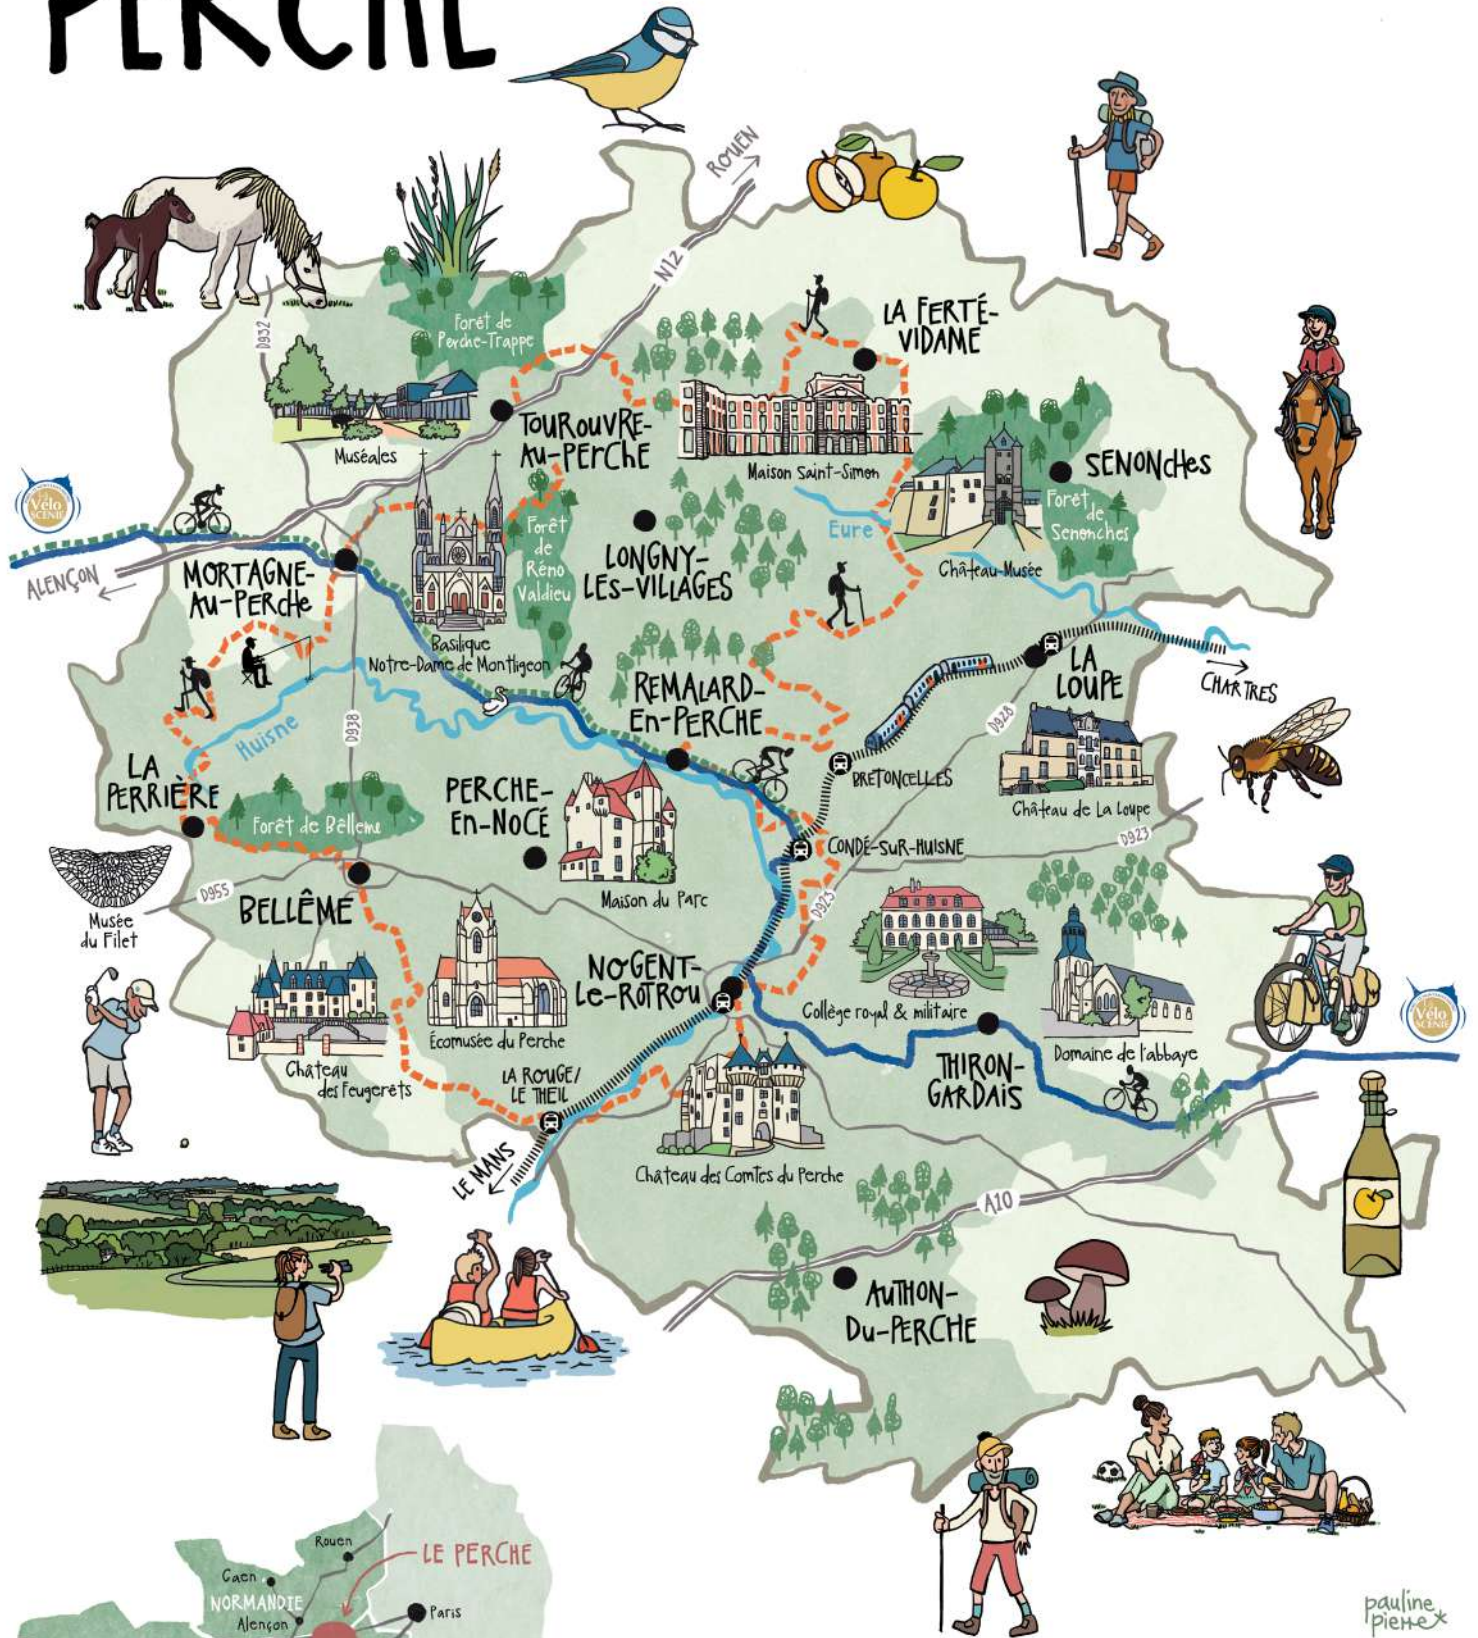 PERCHE
ROUEN
N12
LA FERTÉ-
VIDAME
Forêt de
Perche-Trappe
D932
TOUROUVRE-
AU-PERCHE
Muséales
Maison Saint-Simon
SENONCHES
Forêt
de
Senonches
La
Vélo
SCÉNIE
Eure
Château-Musée
Forêt
de
Réno
Valdieu
LONGNY-
LES-VILLAGES
ALENÇON
MORTAGNE-
AU-PERCHE
Basilique
Notre-Dame de Montligeon
REMALARD-
EN-PERCHE
LA
LOUPE
CHARTRES
Huisne
D938
D928
LA
PERRIÈRE
BRETONCELLES
PERCHE-
EN-NOCÉ
Château de La Loupe
Forêt de Bellême
D923
CONDÉ-SUR-HUISNE
D955
Maison du Parc
D923
BELLÊME
Musée
du Filet
NOGENT-
LE-ROTROU
Collège royal & militaire
La
Vélo
SCÉNIE
Écomusée du Perche
Domaine de l'abbaye
Château
des Feugerets
LA ROUGE/
LE THEIL
THIRON-
GARDAIS
LE MANS
Château des Comtes du Perche
A10
AUTHON-
DU-PERCHE
Rouen
LE PERCHE
Caen
NORMANDIE
Alençon
Paris
pauline
pierre